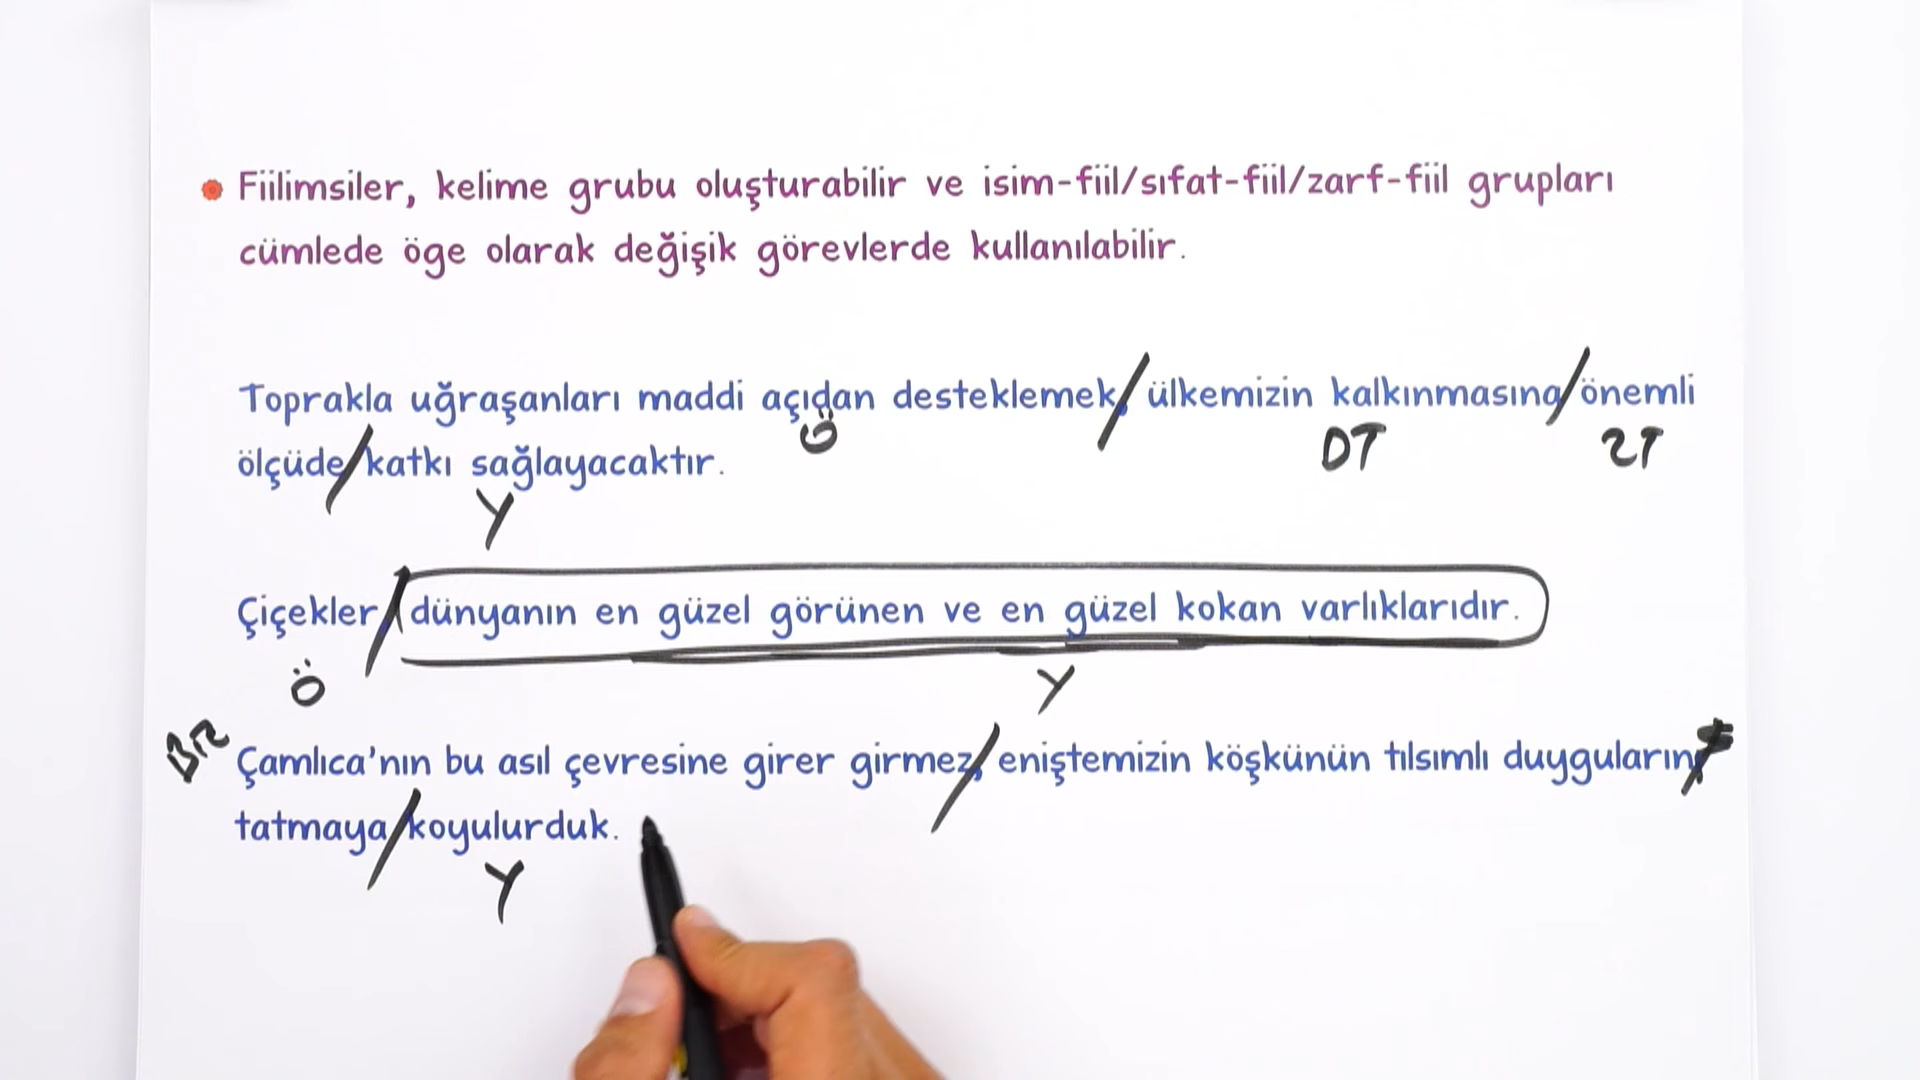 Fiilimsiler, kelime grubu oluşturabilir ve isim-fiil/sıfat-fiil/zarf-fiil grupları
cümlede öge olarak değişik görevlerde kullanılabilir.
Toprakla uğraşanları maddi açıdan desteklemek, ülkemizin kalkınmasına önemli
Ö DT ZT
ölçüde katkı sağlayacaktır.
Y
Çiçekler, dünyanın en güzel görünen ve en güzel kokan varlıklarıdır.
Ö Y
Çamlıca'nın bu asıl çevresine girer girmez, eniştemizin köşkünün tılsımlı duygularını
tatmaya koyulurduk.
Y